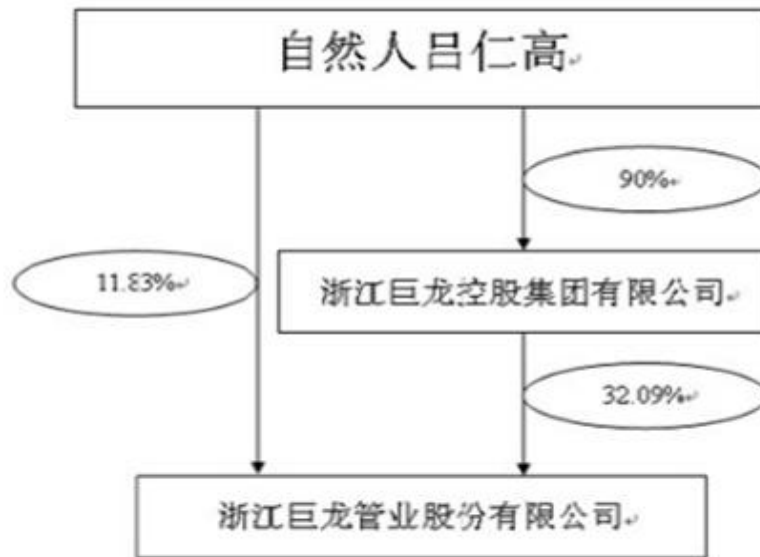 自然人吕仁高
90%
11.83%
浙江巨龙控股集团有限公司
32.09%
浙江巨龙管业股份有限公司